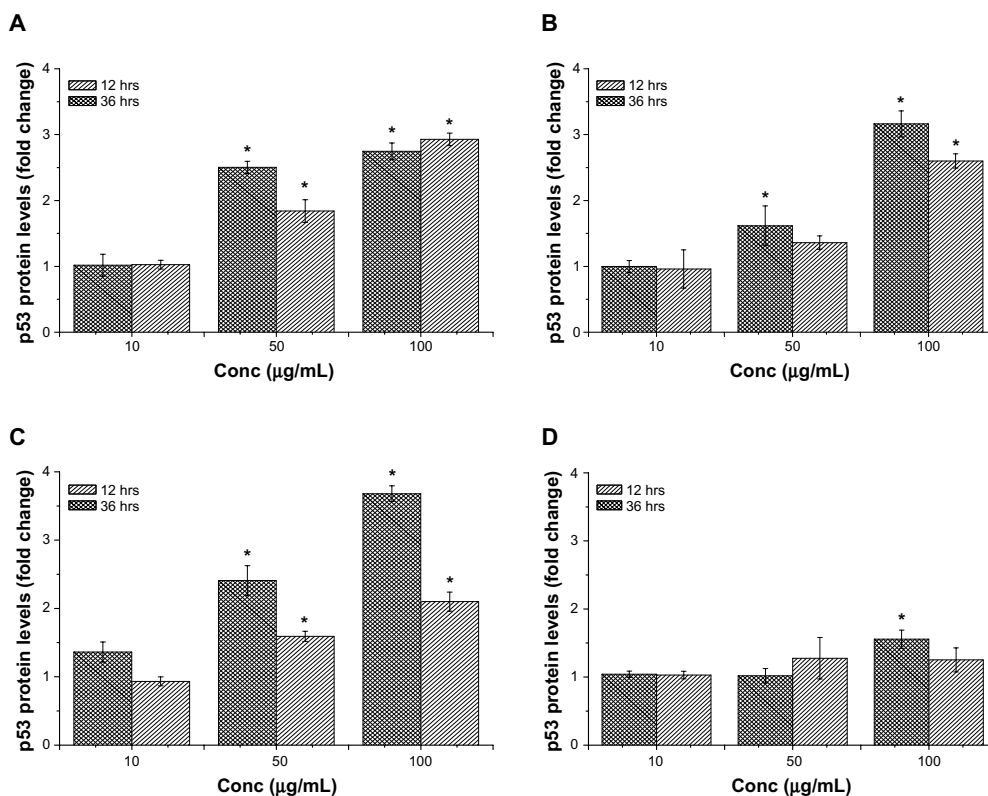 A
p53 protein levels (fold change)
4
3
2
1
0
12 hrs
36 hrs
*
*
*
*
10
50
100
Conc (μg/mL)
B
p53 protein levels (fold change)
4
3
2
1
0
12 hrs
36 hrs
*
*
*
10
50
100
Conc (μg/mL)
C
p53 protein levels (fold change)
4
3
2
1
0
12 hrs
36 hrs
*
*
*
*
10
50
100
Conc (μg/mL)
D
p53 protein levels (fold change)
4
3
2
1
0
12 hrs
36 hrs
*
10
50
100
Conc (μg/mL)